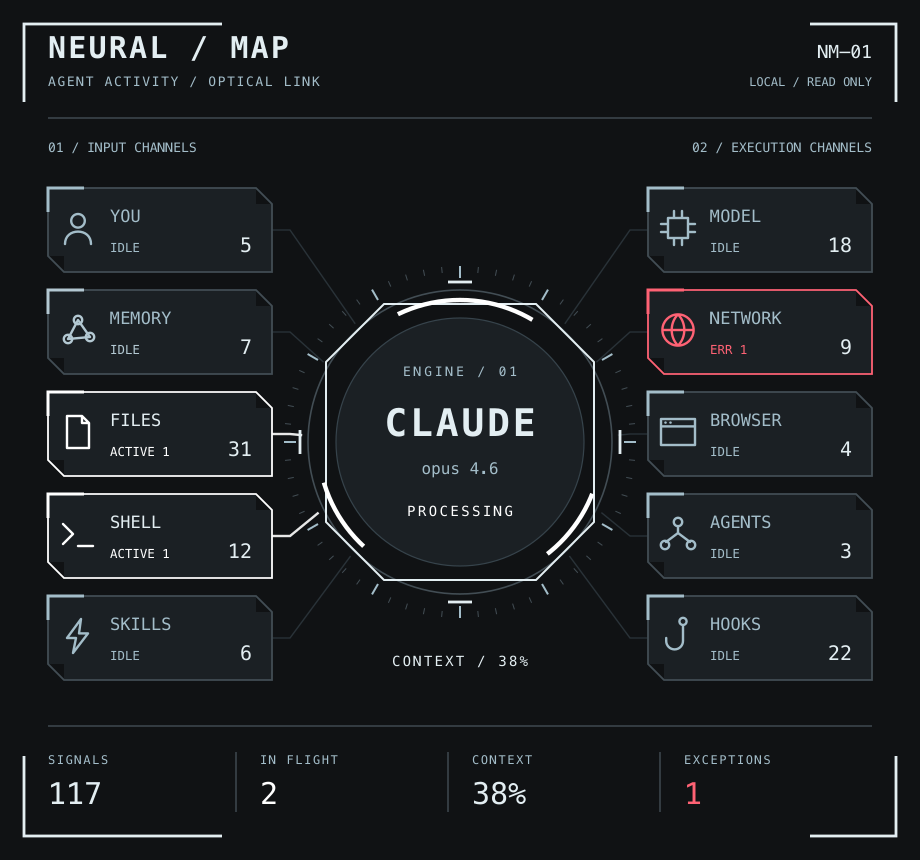 NEURAL / MAP
NM—01
AGENT ACTIVITY / OPTICAL LINK
LOCAL / READ ONLY
01 / INPUT CHANNELS
02 / EXECUTION CHANNELS
YOU
IDLE
5
MEMORY
IDLE
7
FILES
ACTIVE 1
31
SHELL
ACTIVE 1
12
SKILLS
IDLE
6
ENGINE / 01
CLAUDE
opus 4.6
PROCESSING
CONTEXT / 38%
MODEL
IDLE
18
NETWORK
ERR 1
9
BROWSER
IDLE
4
AGENTS
IDLE
3
HOOKS
IDLE
22
SIGNALS
117
IN FLIGHT
2
CONTEXT
38%
EXCEPTIONS
1